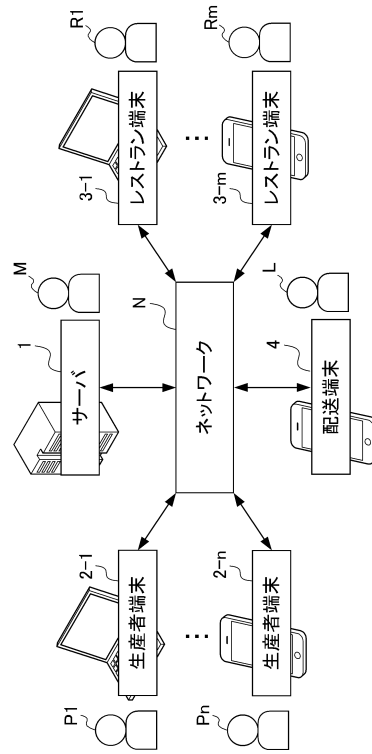 M
1
サーバ
P1
2-1
生産者端末
R1
3-1
レストラン端末
N
ネットワーク
Pn
2-n
生産者端末
L
4
配送端末
Rm
3-m
レストラン端末